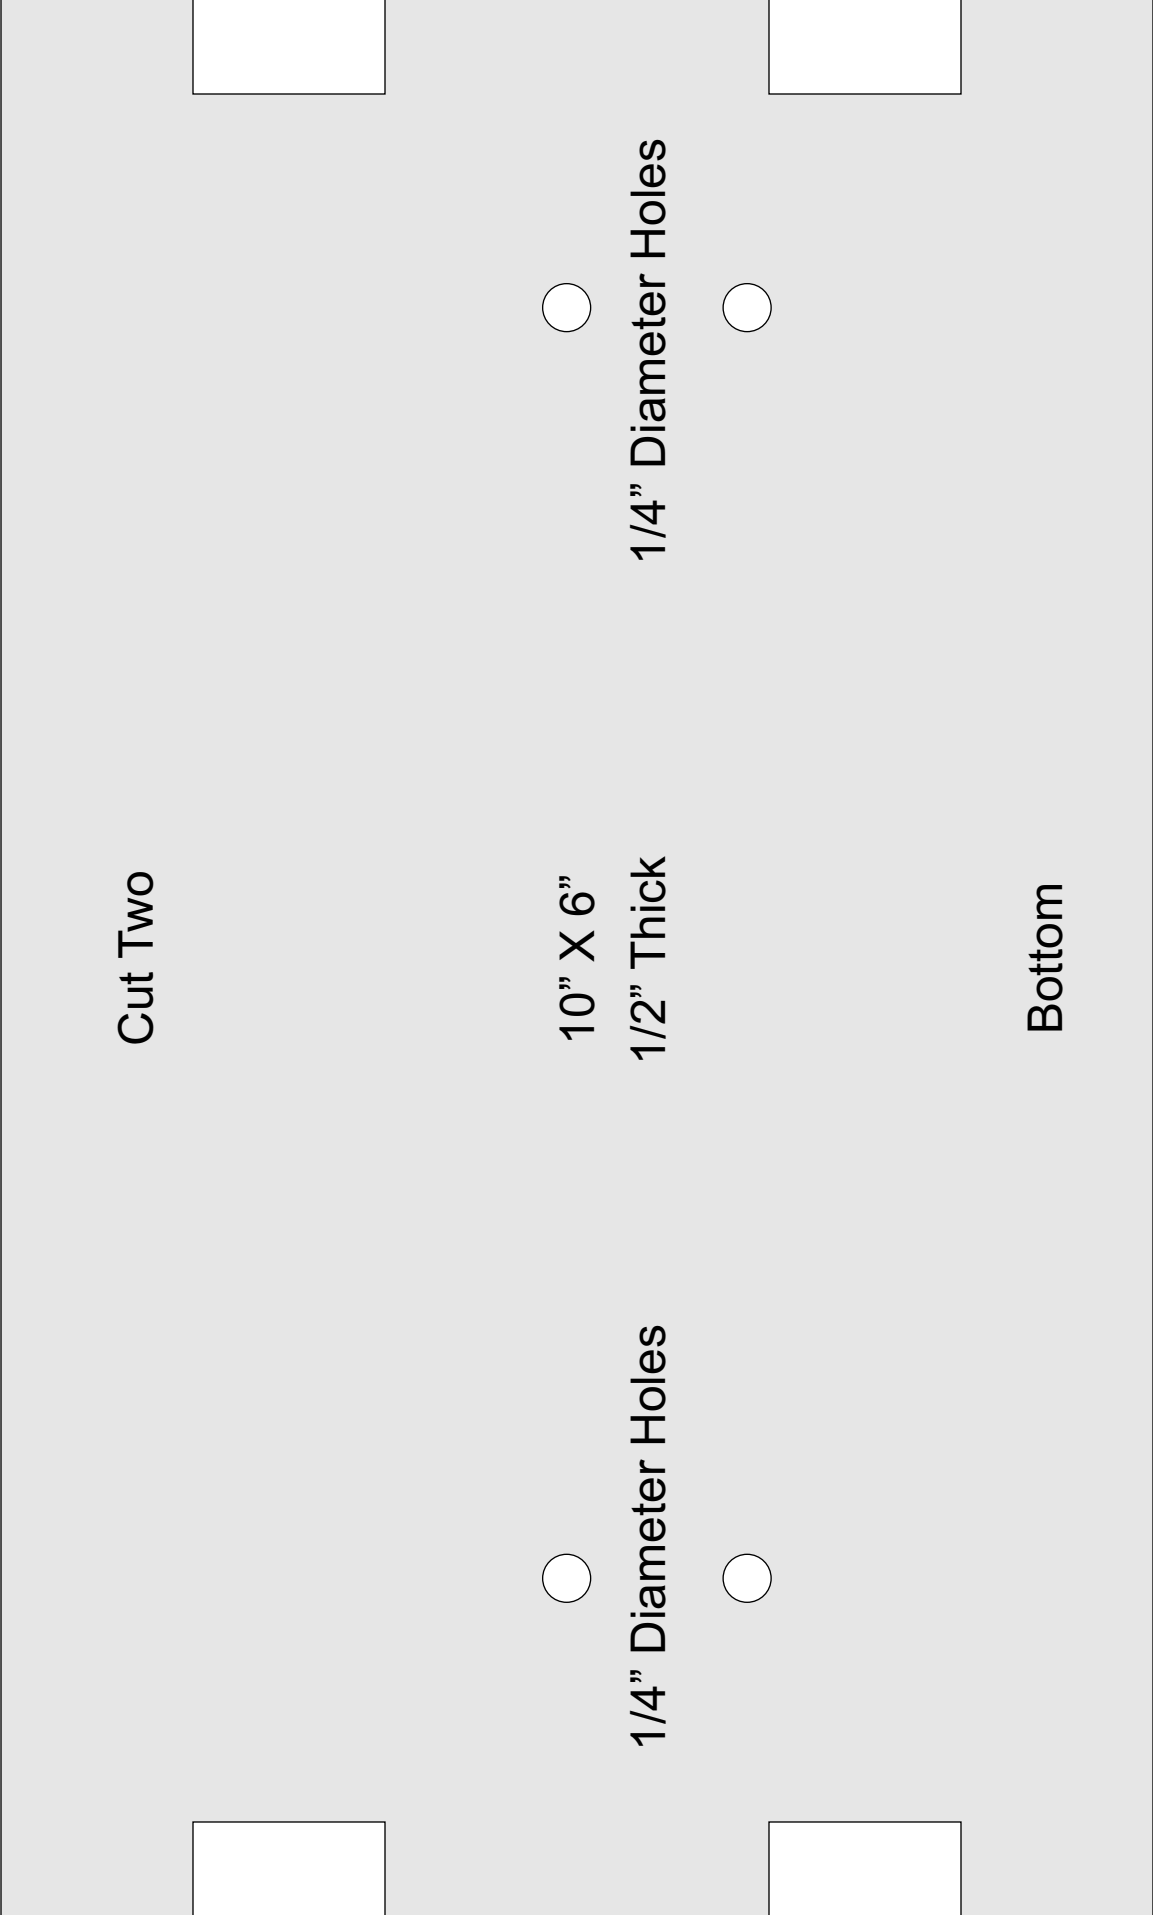 Cut Two
1/4” Diameter Holes
10” X 6”
1/2” Thick
1/4” Diameter Holes
Bottom